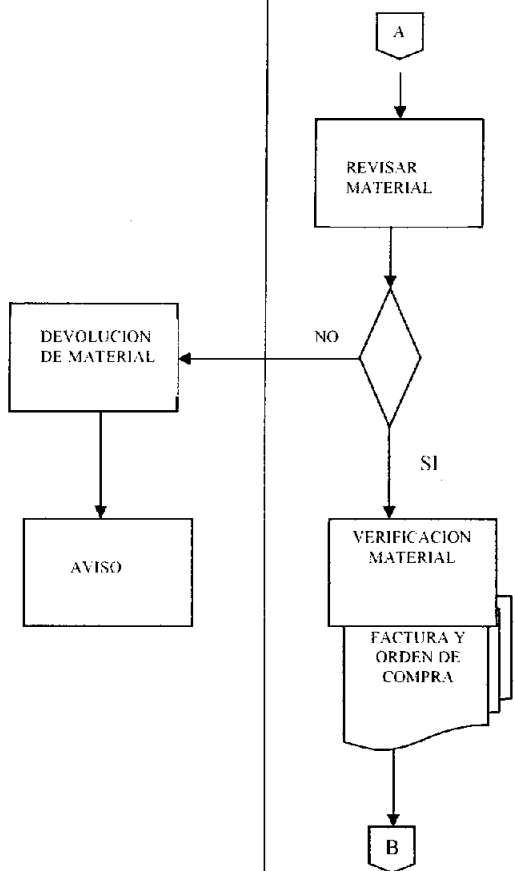 A
REVISAR
MATERIAL
DEVOLUCION
DE MATERIAL
NO
SI
AVISO
VERIFICACION
MATERIAL
FACTURA Y
ORDEN DE
COMPRA
B